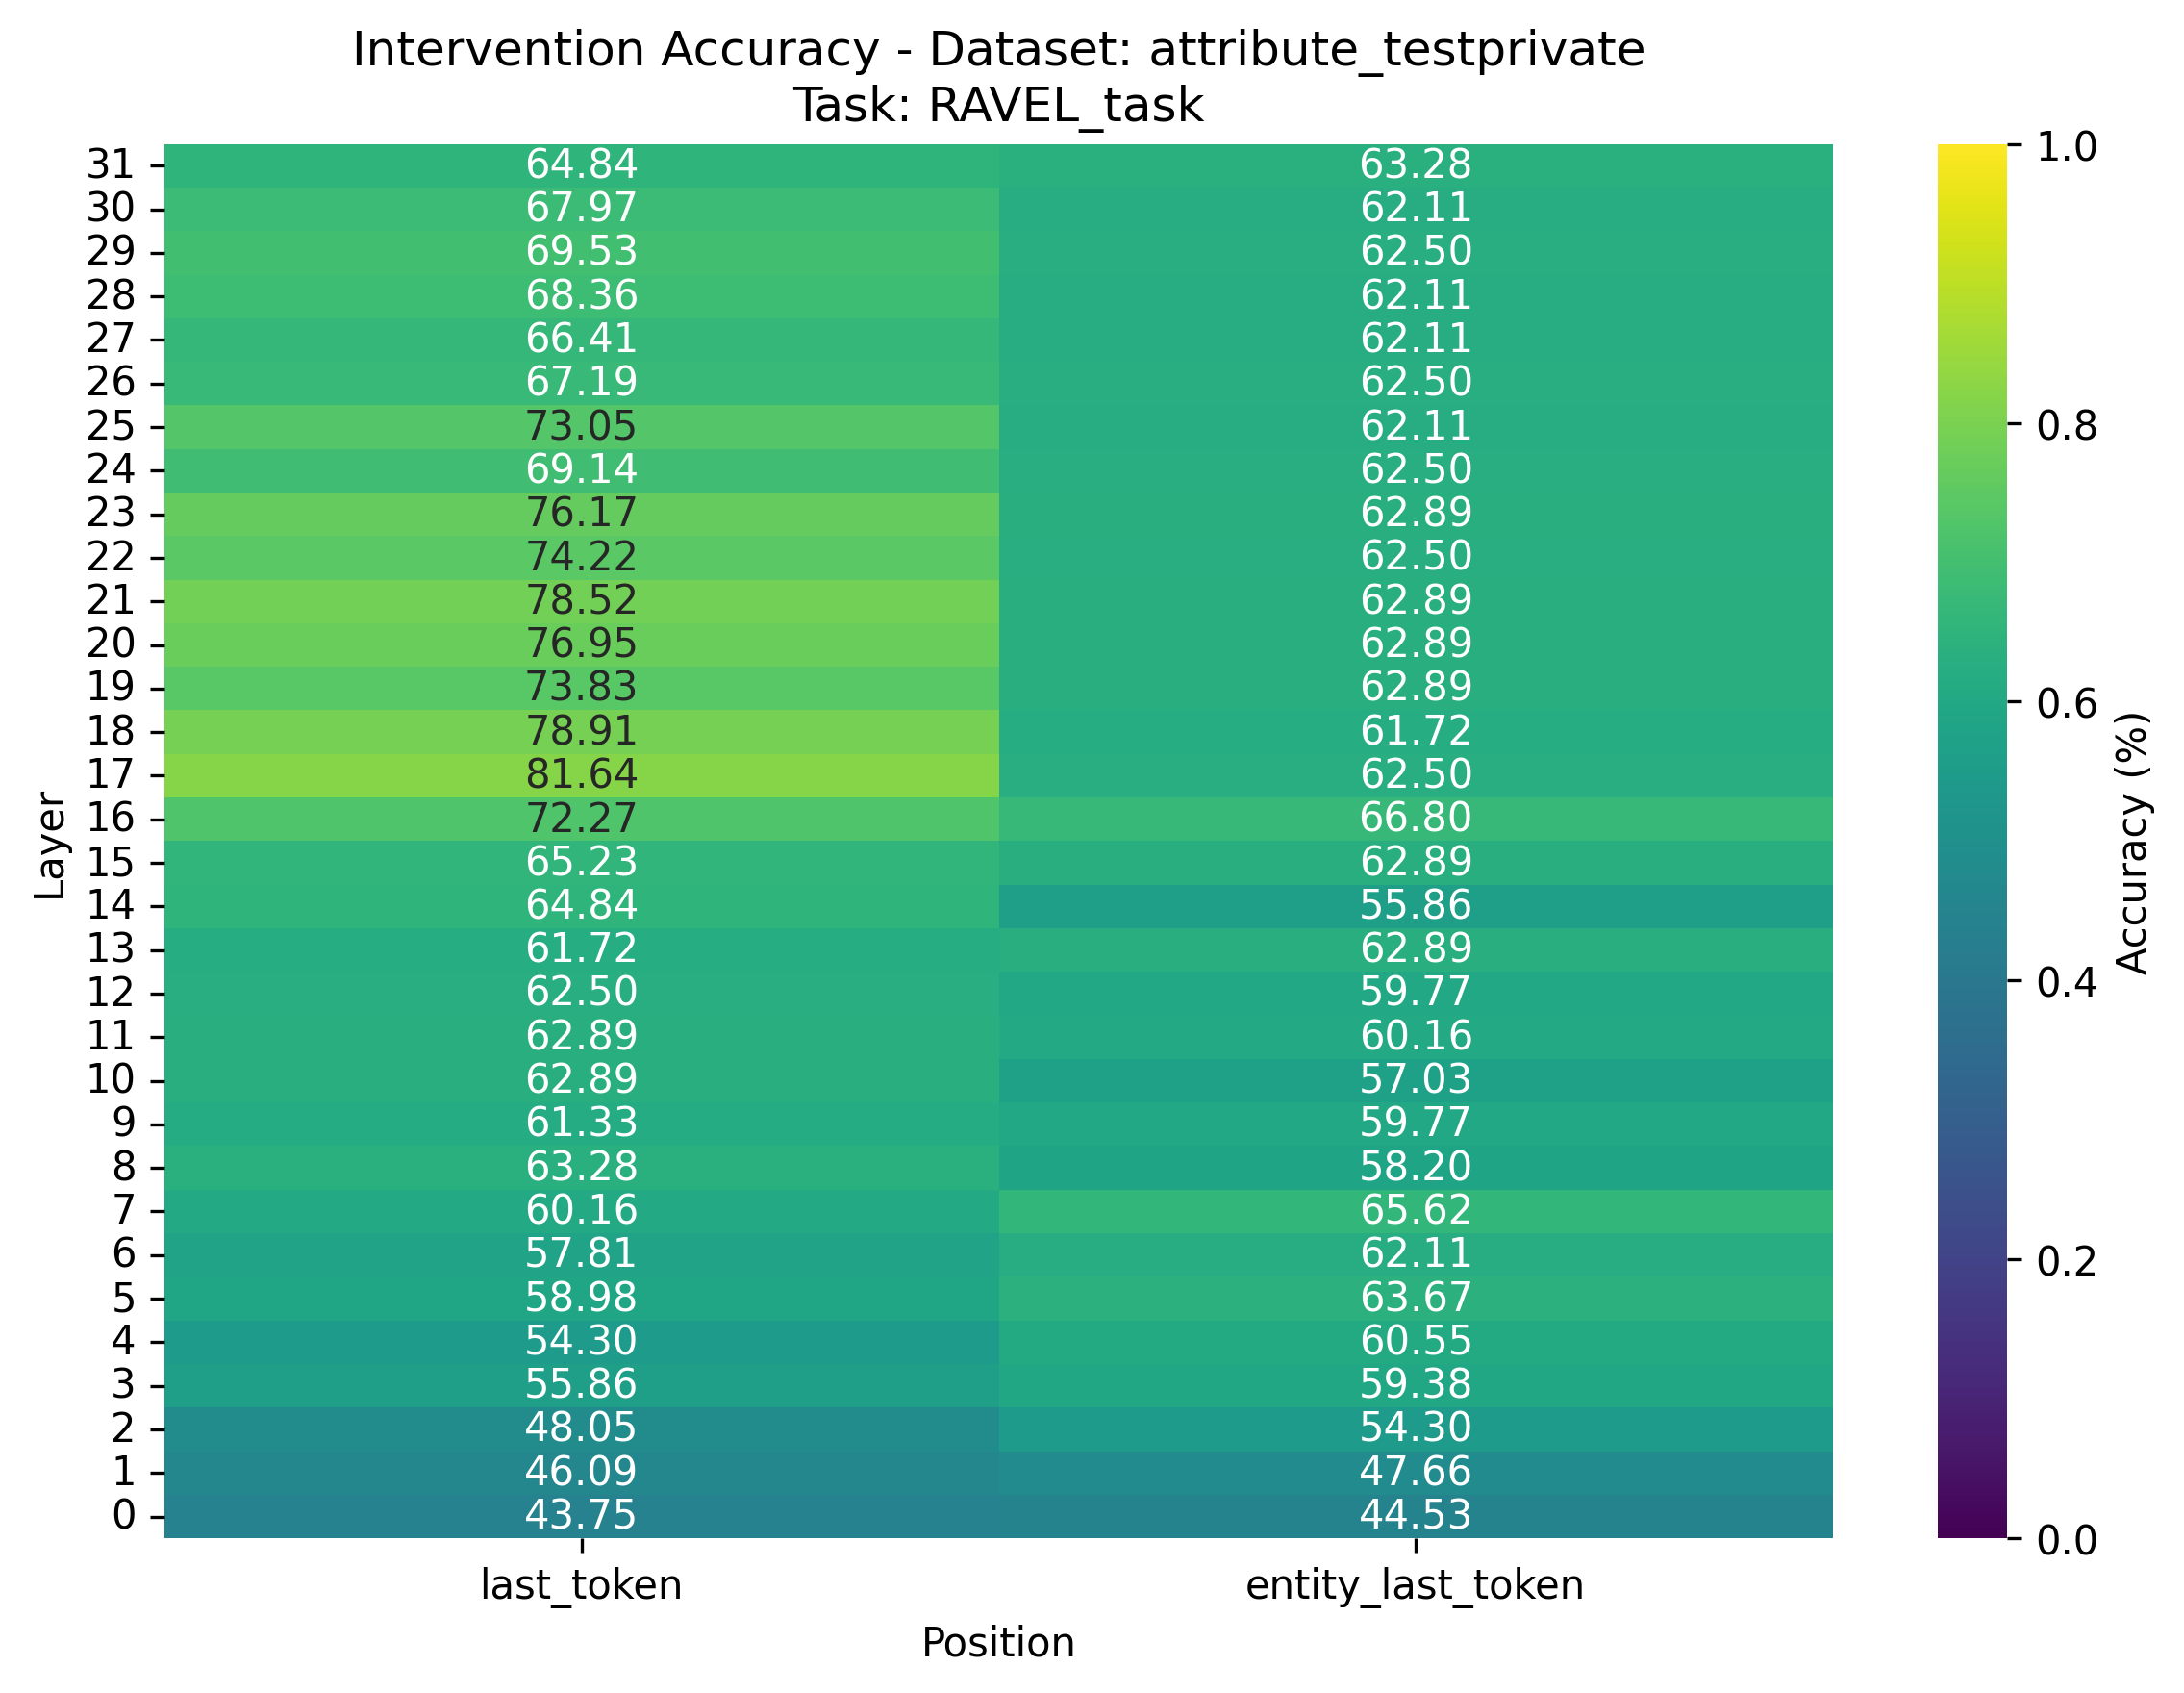 Intervention Accuracy - Dataset: attribute_testprivate
Task: RAVEL_task
Layer
31 64.84 63.28
30 67.97 62.11
29 69.53 62.50
28 68.36 62.11
27 66.41 62.11
26 67.19 62.50
25 73.05 62.11
24 69.14 62.50
23 76.17 62.89
22 74.22 62.50
21 78.52 62.89
20 76.95 62.89
19 73.83 62.89
18 78.91 61.72
17 81.64 62.50
16 72.27 66.80
15 65.23 62.89
14 64.84 55.86
13 61.72 62.89
12 62.50 59.77
11 62.89 60.16
10 62.89 57.03
9 61.33 59.77
8 63.28 58.20
7 60.16 65.62
6 57.81 62.11
5 58.98 63.67
4 54.30 60.55
3 55.86 59.38
2 48.05 54.30
1 46.09 47.66
0 43.75 44.53
last_token entity_last_token
Position
1.0
0.8
0.6
0.4
0.2
0.0
Accuracy (%)